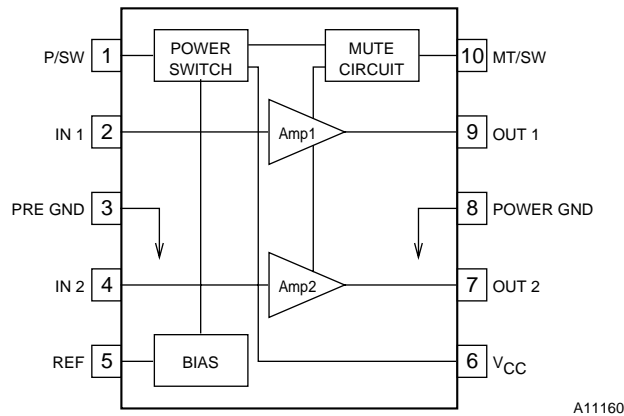 P/SW 1 POWER SWITCH MUTE CIRCUIT 10 MT/SW
IN 1 2 Amp1 9 OUT 1
PRE GND 3 8 POWER GND
IN 2 4 Amp2 7 OUT 2
REF 5 BIAS 6 VCC
A11160